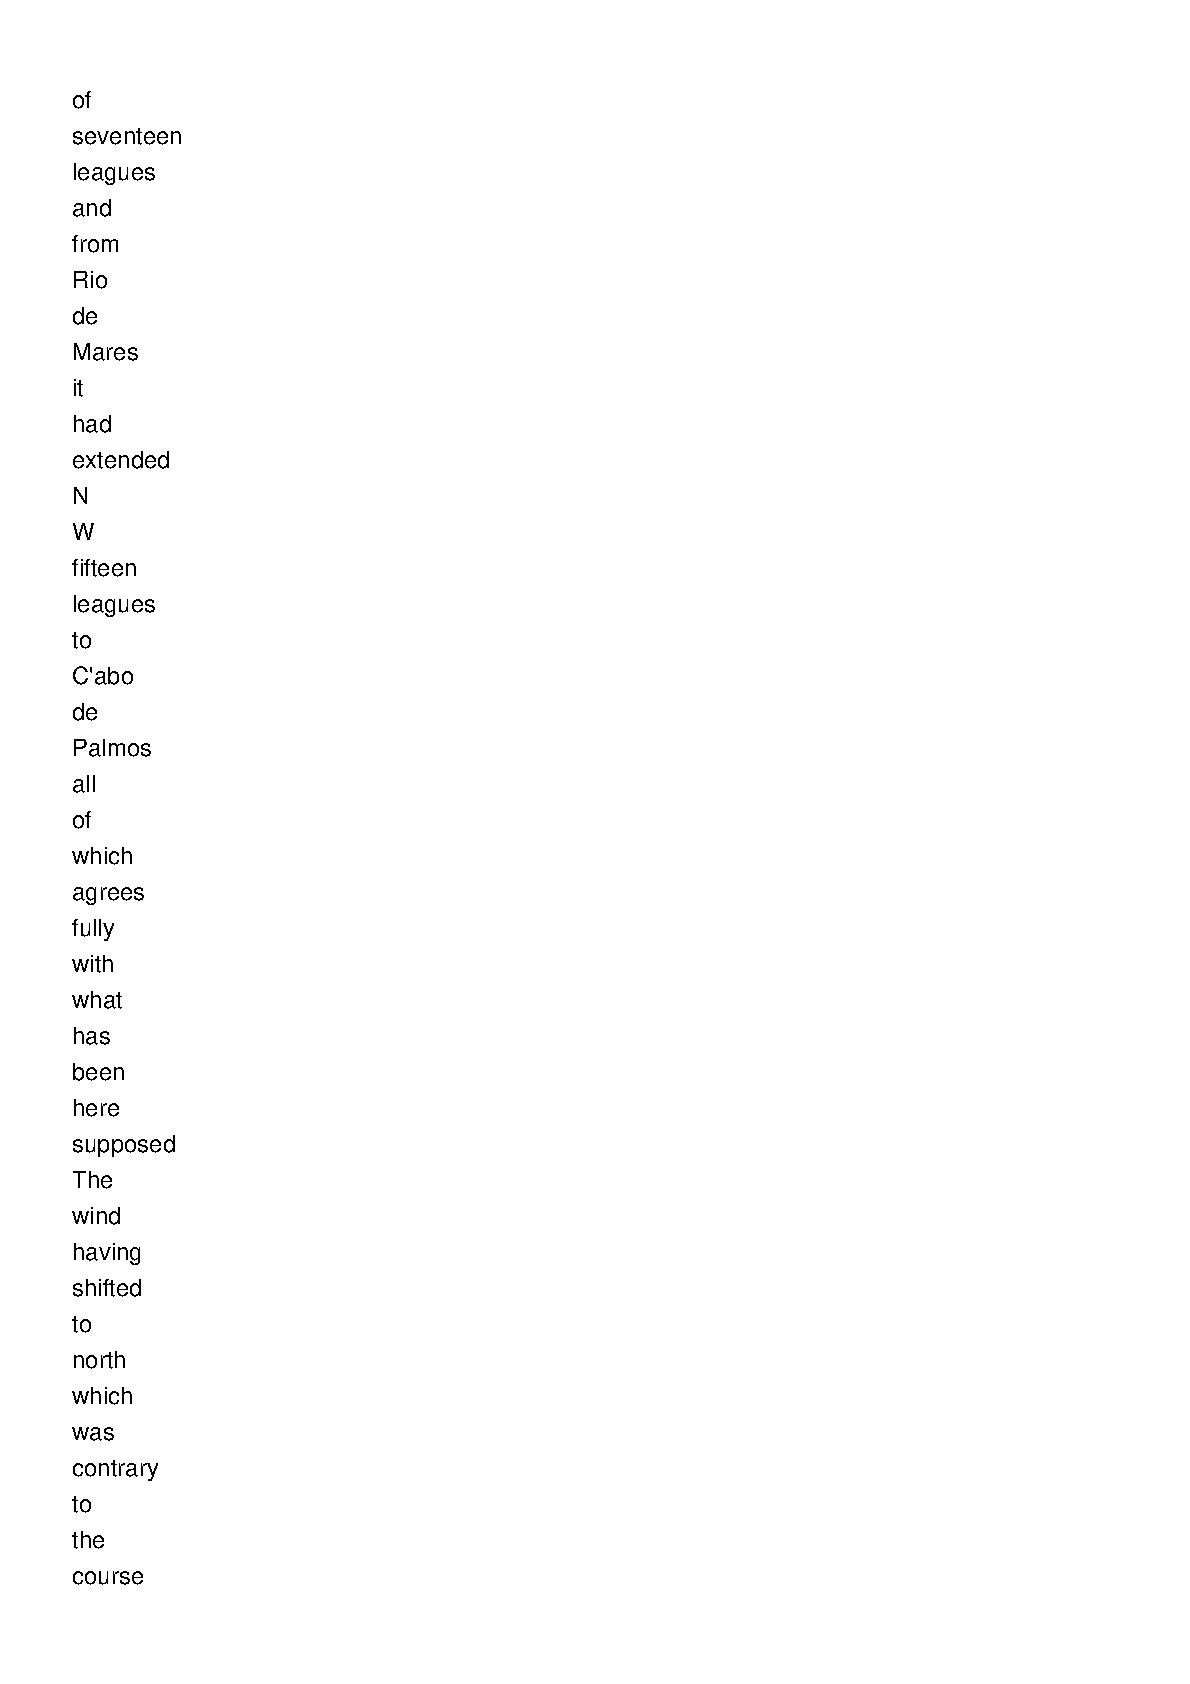 of
seventeen
leagues
and
from
Rio
de
Mares
it
had
extended
N
W
fifteen
leagues
to
C'abo
de
Palmos
all
of
which
agrees
fully
with
what
has
been
here
supposed
The
wind
having
shifted
to
north
which
was
contrary
to
the
course